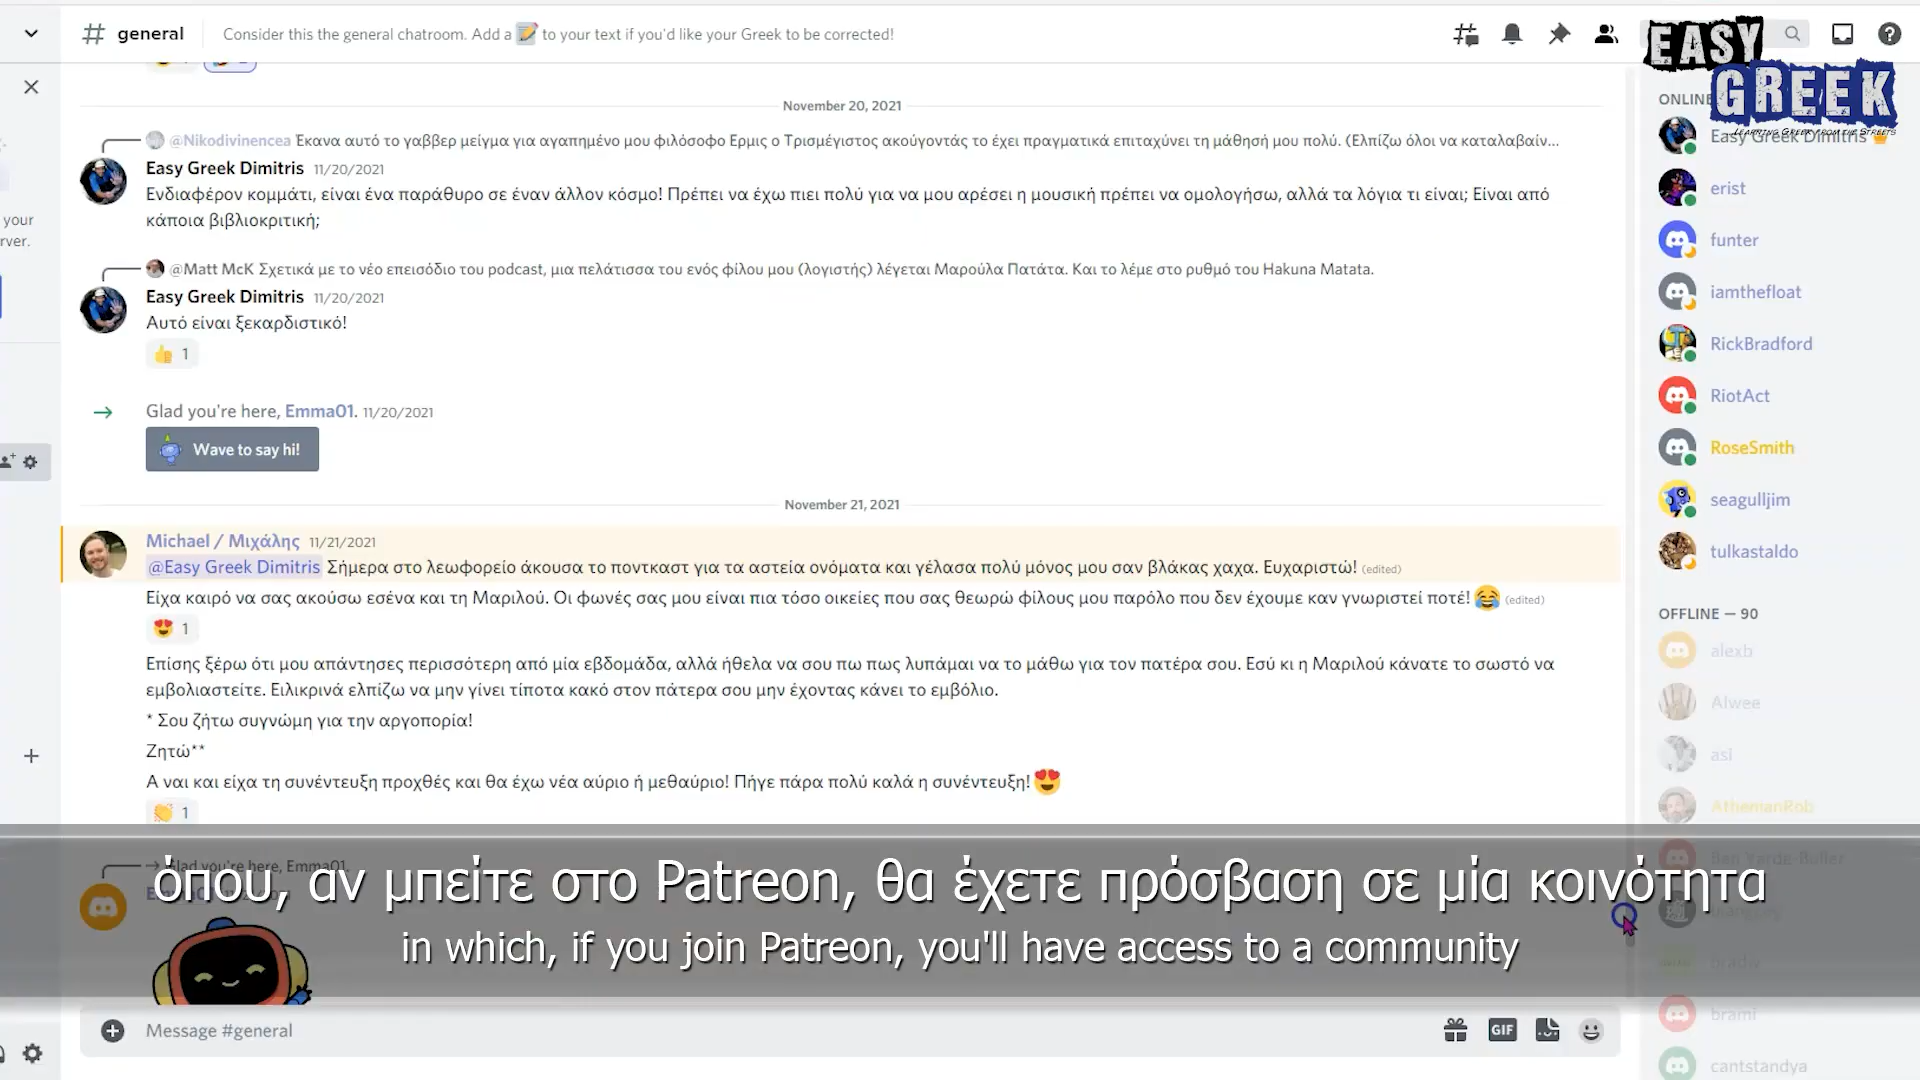 general
Consider this the general chatroom. Add a 📝 to your text if you'd like your Greek to be corrected!
EASY
GREEK
LEARNING GREEK FROM THE STREETS
November 20, 2021
@Nikodivinencea Έκανα αυτό το γαββερ μείγμα για αγαπημένο μου φιλόσοφο Ερμις ο Τρισμέγιστος ακούγοντάς το έχει πραγματικά επιταχύνει τη μάθησή μου πολύ. (Ελπίζω όλοι να καταλαβαίν...
Easy Greek Dimitris 11/20/2021
Ενδιαφέρον κομμάτι, είναι ένα παράθυρο σε έναν άλλον κόσμο! Πρέπει να έχω πιει πολύ για να μου αρέσει η μουσική πρέπει να ομολογήσω, αλλά τα λόγια τι είναι; Είναι από
κάποια βιβλιοκριτική;
@Matt McK Σχετικά με το νέο επεισόδιο του podcast, μια πελάτισσα του ενός φίλου μου (λογιστής) λέγεται Μαρούλα Πατάτα. Και το λέμε στο ρυθμό του Hakuna Matata.
Easy Greek Dimitris 11/20/2021
Αυτό είναι ξεκαρδιστικό!
👍 1
Glad you're here, Emma01. 11/20/2021
Wave to say hi!
November 21, 2021
Michael / Μιχάλης 11/21/2021
@Easy Greek Dimitris Σήμερα στο λεωφορείο άκουσα το ποντκαστ για τα αστεία ονόματα και γέλασα πολύ μόνος μου σαν βλάκας χαχα. Ευχαριστώ! (edited)
Είχα καιρό να σας ακούσω εσένα και τη Μαριλού. Οι φωνές σας μου είναι πια τόσο οικείες που σας θεωρώ φίλους μου παρόλο που δεν έχουμε καν γνωριστεί ποτέ! 😂 (edited)
😍 1
Επίσης ξέρω ότι μου απάντησες περισσότερη από μία εβδομάδα, αλλά ήθελα να σου πω πως λυπάμαι να το μάθω για τον πατέρα σου. Εσύ κι η Μαριλού κάνατε το σωστό να
εμβολιαστείτε. Ειλικρινά ελπίζω να μην γίνει τίποτα κακό στον πάτερα σου μην έχοντας κάνει το εμβόλιο.
* Σου ζήτω συγνώμη για την αργοπορία!
Ζητώ**
Α ναι και είχα τη συνέντευξη προχθές και θα έχω νέα αύριο ή μεθαύριο! Πήγε πάρα πολύ καλά η συνέντευξη! 😍
👏 1
Glad you're here, Emma01.
όπου, αν μπείτε στο Patreon, θα έχετε πρόσβαση σε μία κοινότητα
in which, if you join Patreon, you'll have access to a community
Message #general
GIF
your
rver.
ONLINE
Easy Greek Dimitris
erist
funter
iamthefloat
RickBradford
RiotAct
RoseSmith
seagulljim
tulkastaldo
OFFLINE — 90
alexb
Alwee
asi
AthenianRob
brami
cantstandya